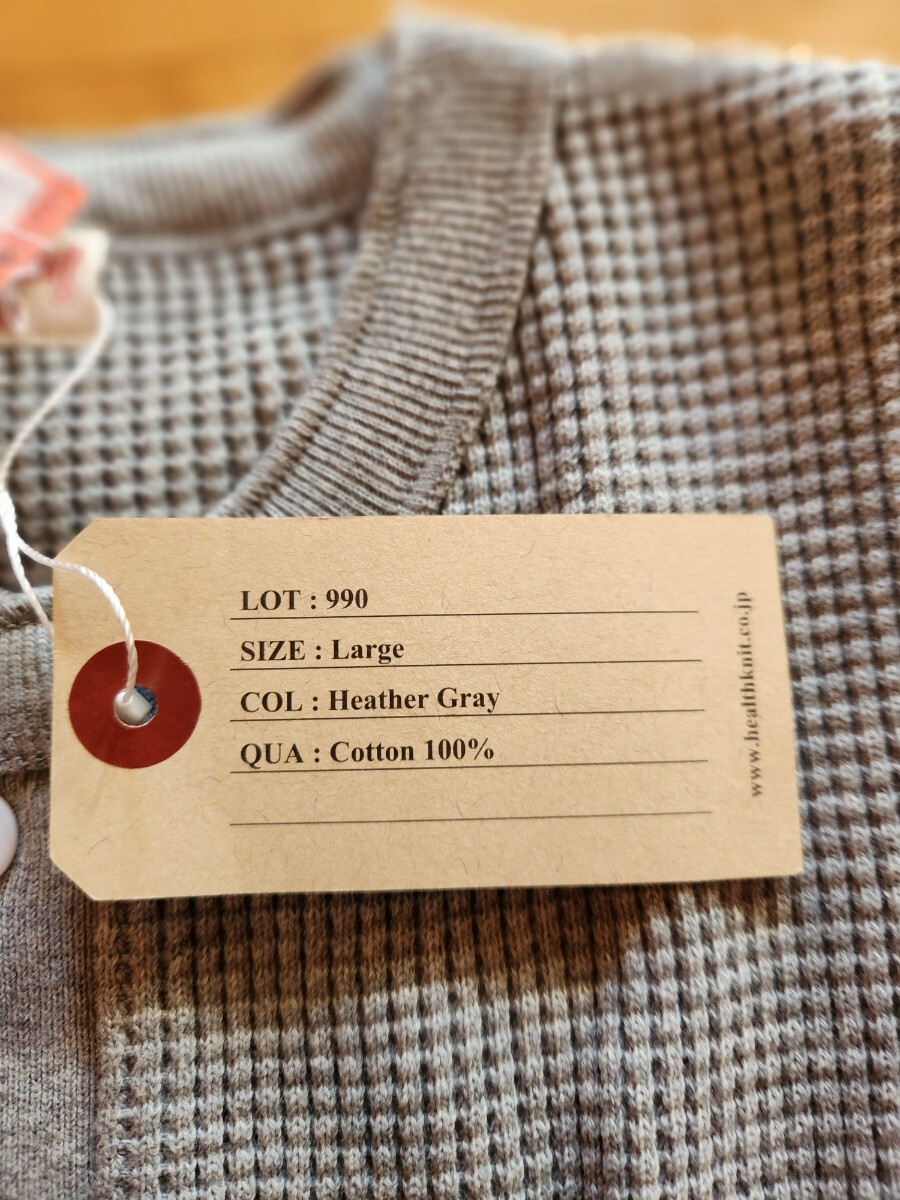 LOT : 990
SIZE : Large
COL : Heather Gray
QUA : Cotton 100%
www.healthknit.co.jp